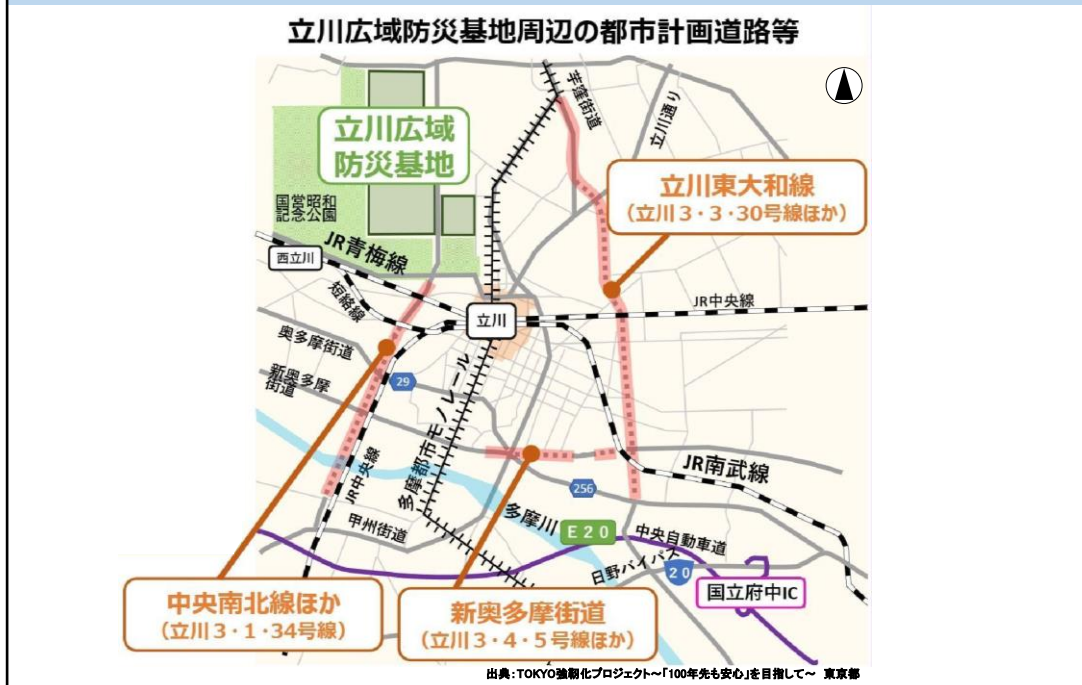 立川広域防災基地周辺の都市計画道路等
芋窪街道
立川通り
立川広域
防災基地
立川東大和線
(立川3・3・30号線ほか)
国営昭和
記念公園
JR青梅線
西立川
短絡線
JR中央線
立川
奥多摩街道
新奥多摩
街道
29
多摩都市モノレール
JR南武線
256
JR中央線
多摩川
甲州街道
E20
中央自動車道
日野バイパス
20
国立府中IC
中央南北線ほか
(立川3・1・34号線)
新奥多摩街道
(立川3・4・5号線ほか)
出典:TOKYO強靭化プロジェクト~「100年先も安心」を目指して~ 東京都